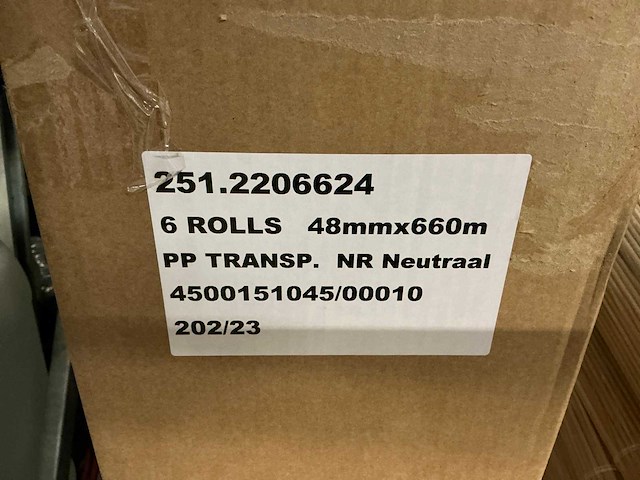 251.2206624
6 ROLLS 48mmx660m
PP TRANSP. NR Neutraal
4500151045/00010
202/23